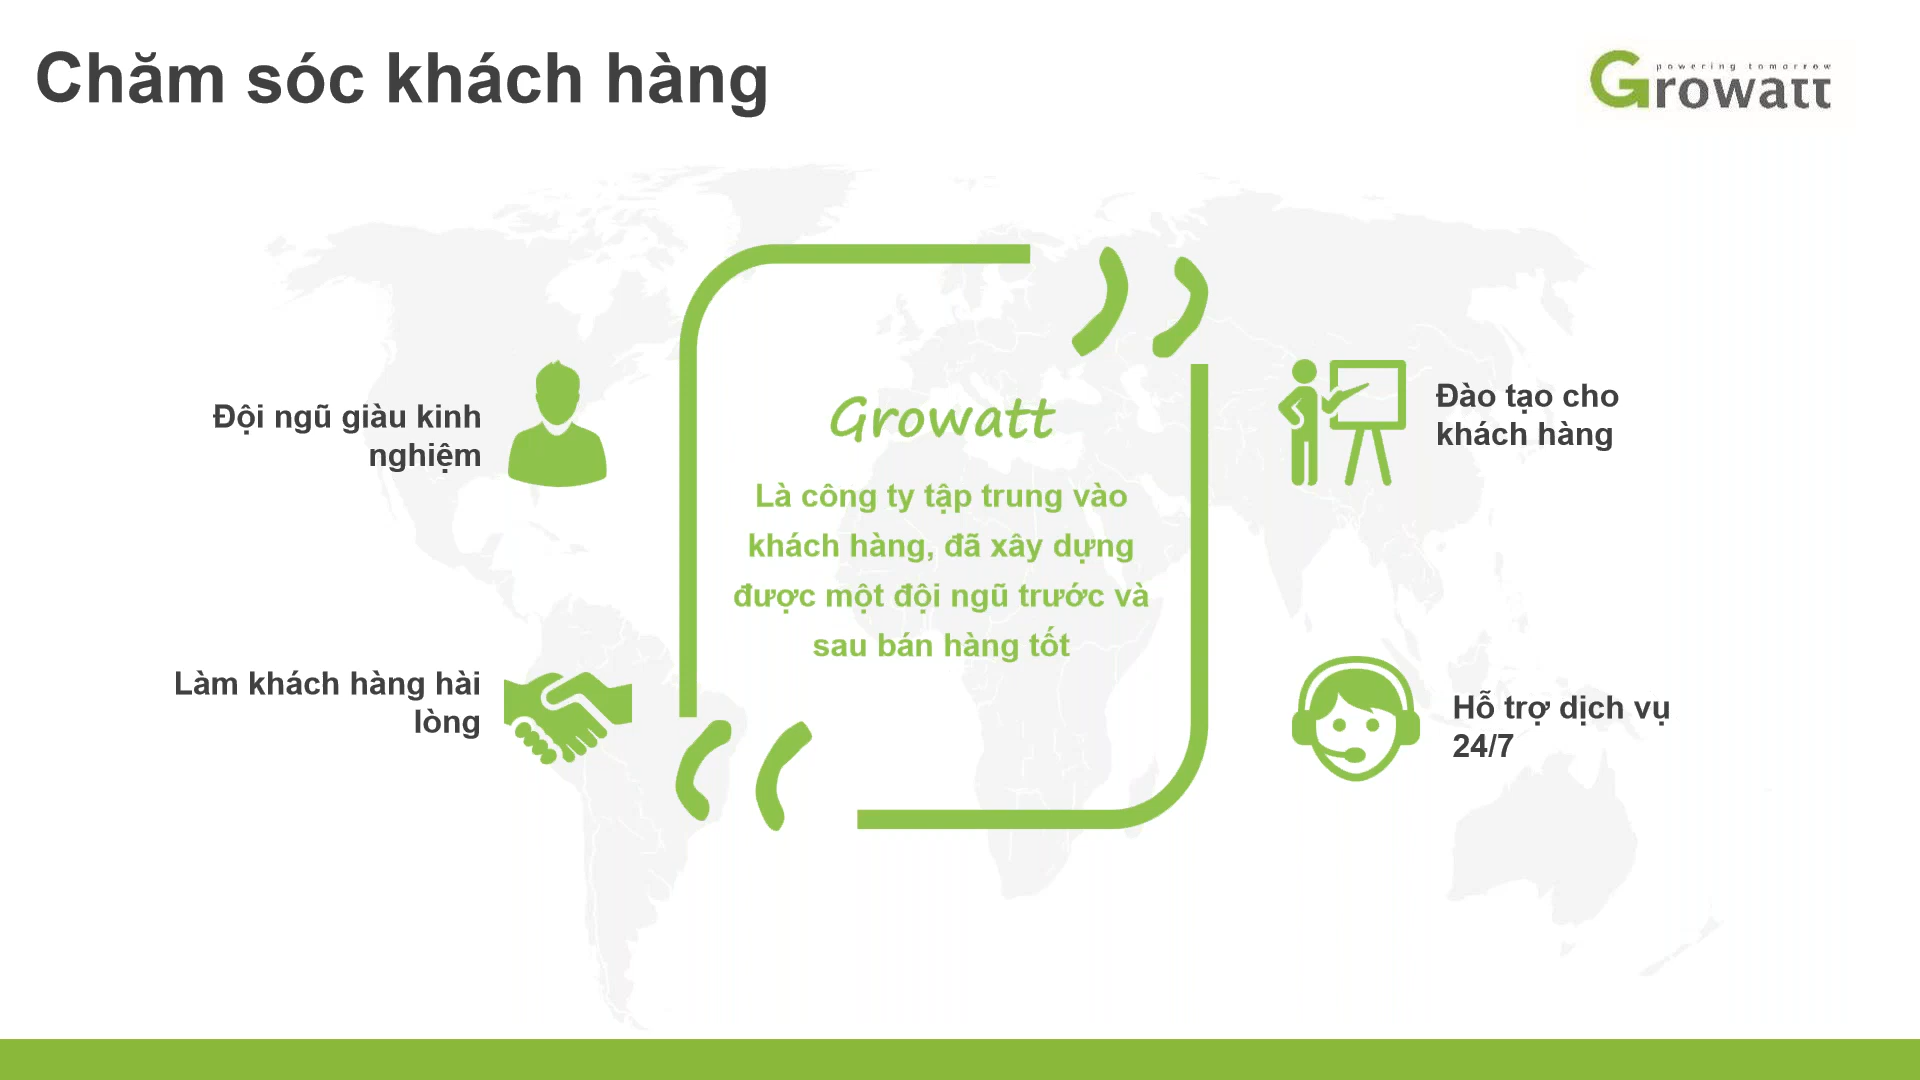 Chăm sóc khách hàng
powering tomorrow
Growatt
Đội ngũ giàu kinh
nghiệm
Làm khách hàng hài
lòng
Growatt
Là công ty tập trung vào
khách hàng, đã xây dựng
được một đội ngũ trước và
sau bán hàng tốt
Đào tạo cho
khách hàng
Hỗ trợ dịch vụ
24/7